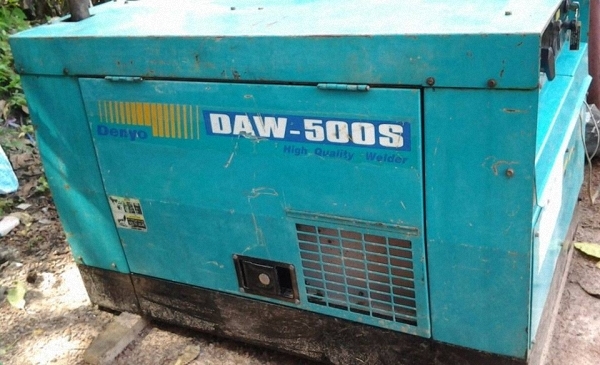 Denyo
DAW-500S
High Quality Welder